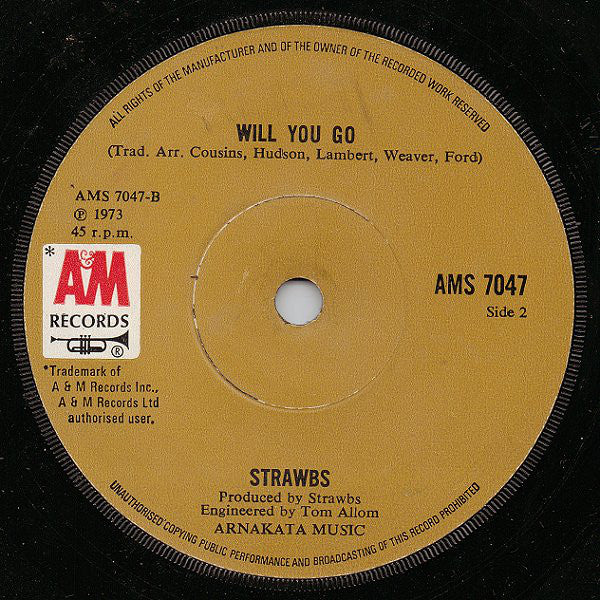 ALL RIGHTS OF THE MANUFACTURER AND OF THE OWNER OF THE RECORDED WORK RESERVED
WILL YOU GO
(Trad. Arr. Cousins, Hudson, Lambert, Weaver, Ford)
AMS 7047-B
℗ 1973
45 r.p.m.
*
A&M
RECORDS
®
AMS 7047
Side 2
*Trademark of
A & M Records Inc.,
A & M Records Ltd
authorised user.
STRAWBS
Produced by Strawbs
Engineered by Tom Allom
ARNAKATA MUSIC
UNAUTHORISED COPYING PUBLIC PERFORMANCE AND BROADCASTING OF THIS RECORD PROHIBITED